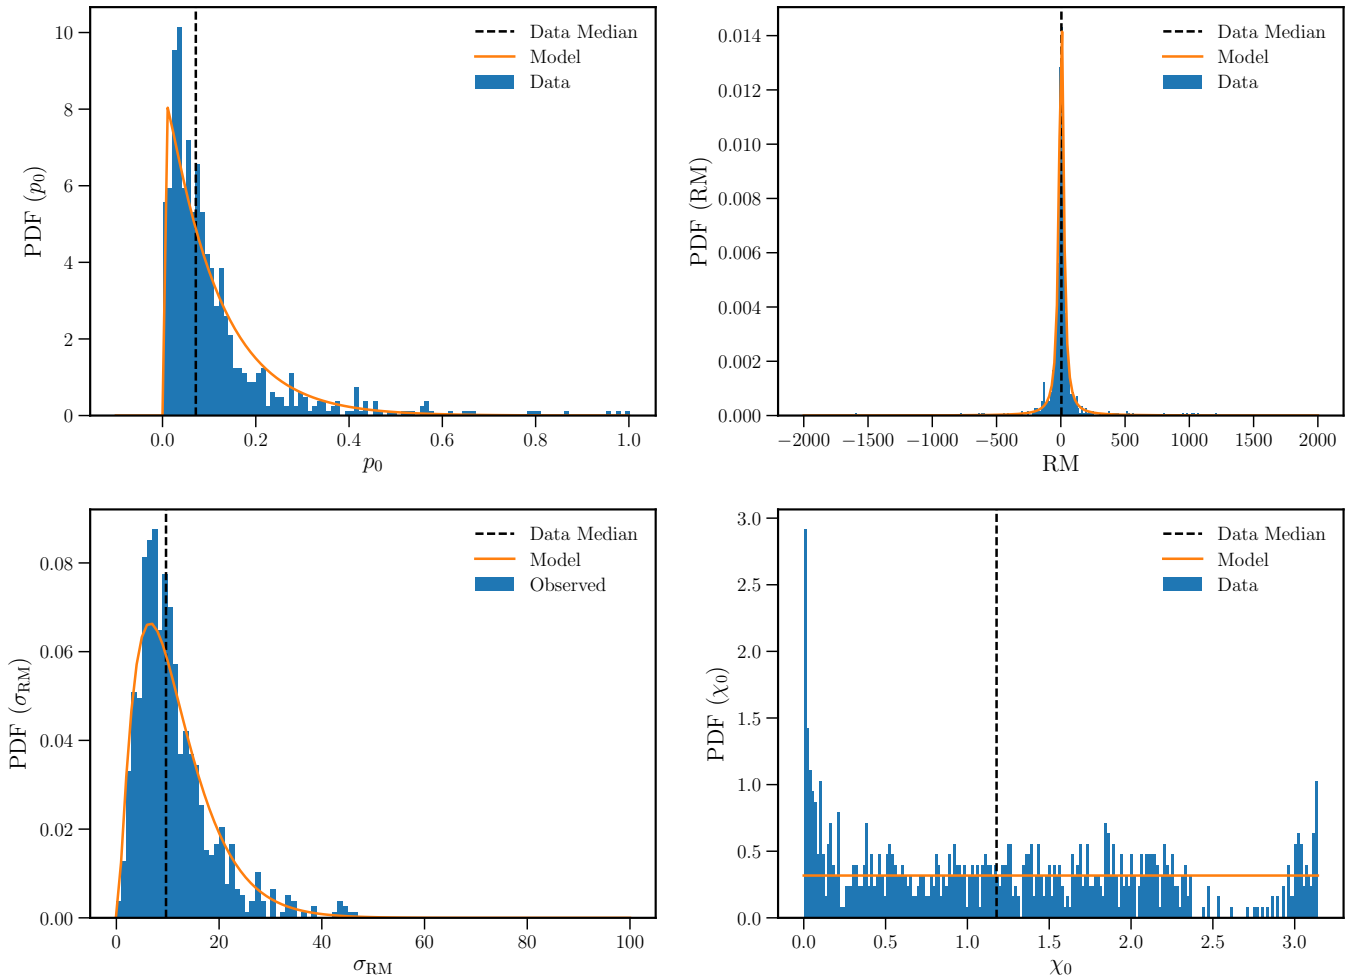 10
8
6
4
2
0
PDF (p₀)
Data Median
Model
Data
0.0 0.2 0.4 0.6 0.8 1.0
p₀
0.014
0.012
0.010
0.008
0.006
0.004
0.002
0.000
PDF (RM)
Data Median
Model
Data
−2000 −1500 −1000 −500 0 500 1000 1500 2000
RM
0.08
0.06
0.04
0.02
0.00
PDF (σRM)
Data Median
Model
Observed
0 20 40 60 80 100
σRM
3.0
2.5
2.0
1.5
1.0
0.5
0.0
PDF (χ₀)
Data Median
Model
Data
0.0 0.5 1.0 1.5 2.0 2.5 3.0
χ₀